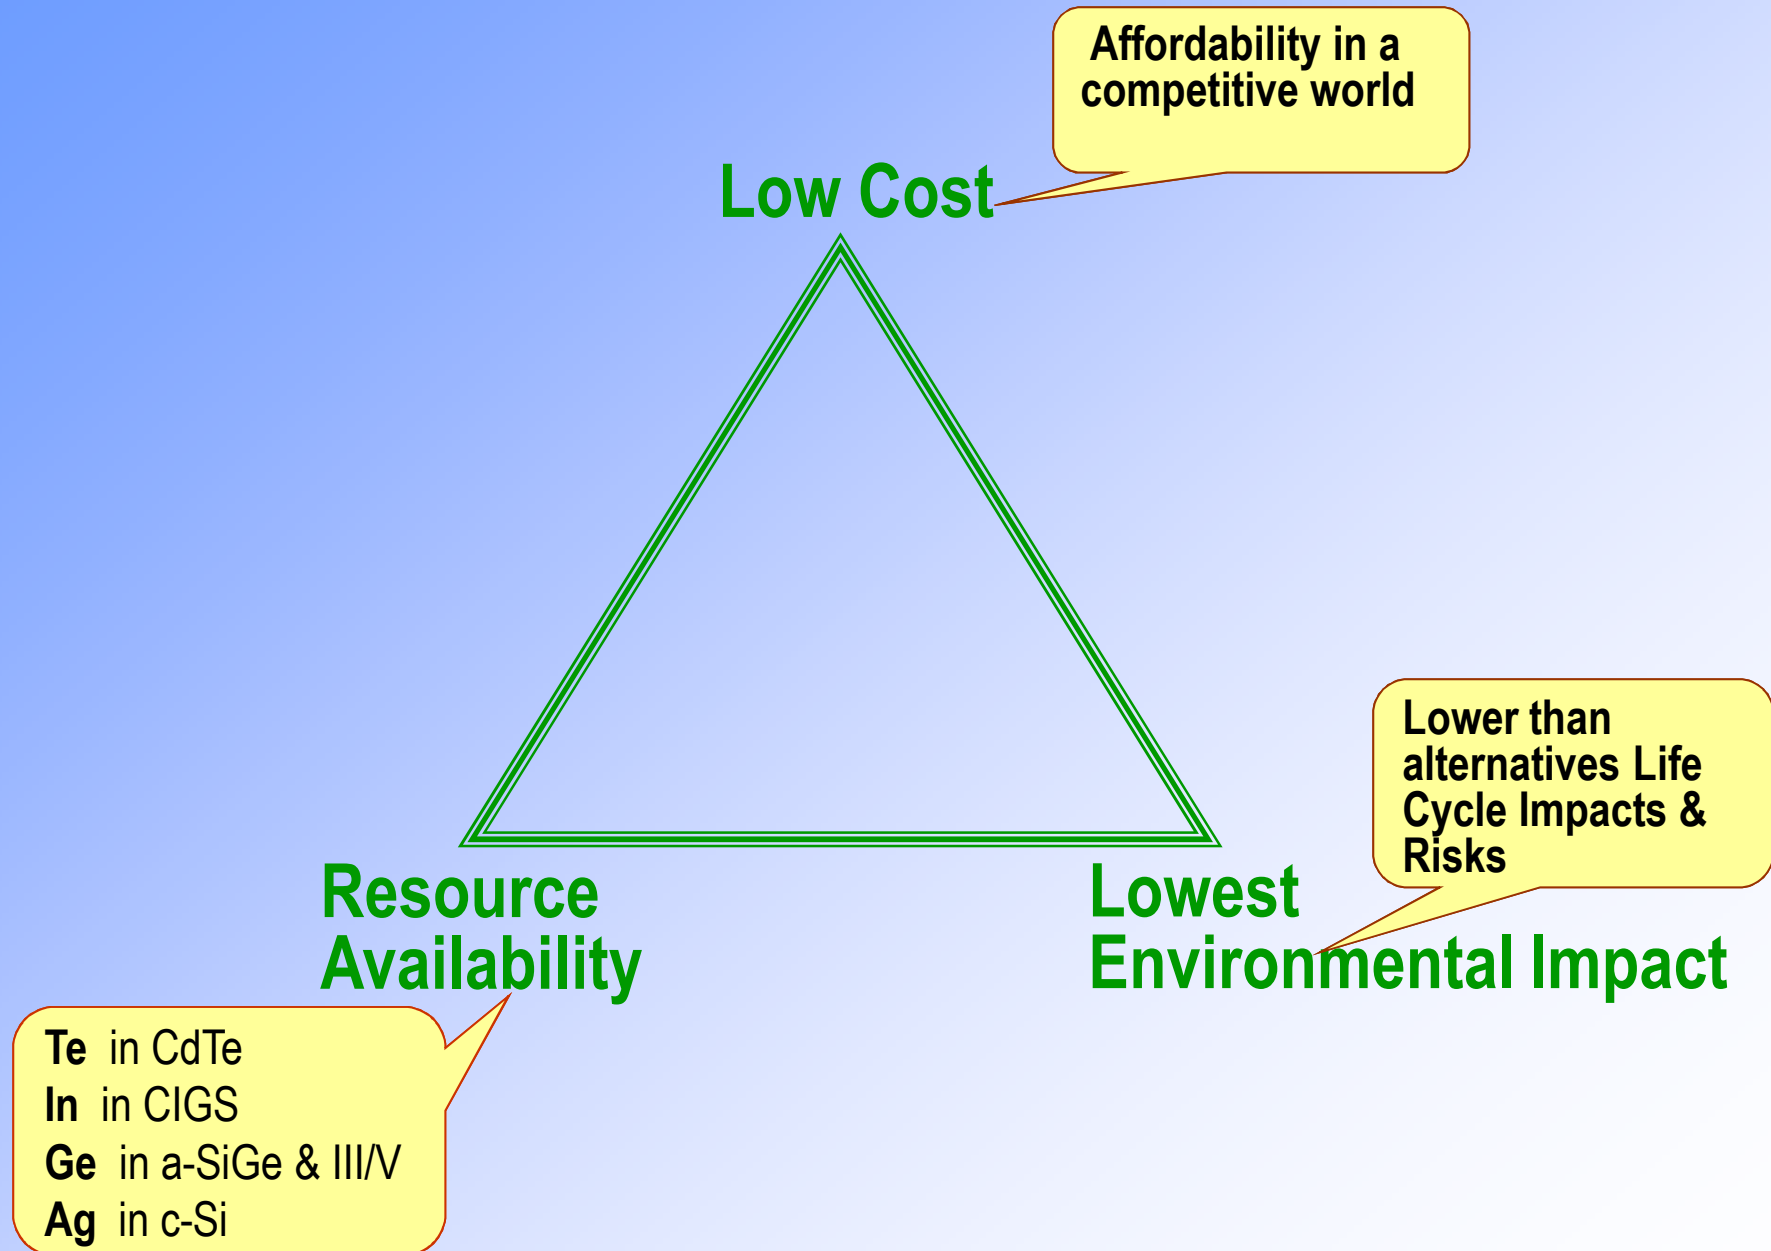 Affordability in a
competitive world
Low Cost
Lower than
alternatives Life
Cycle Impacts &
Risks
Resource
Availability
Lowest
Environmental Impact
Te in CdTe
In in CIGS
Ge in a-SiGe & III/V
Ag in c-Si